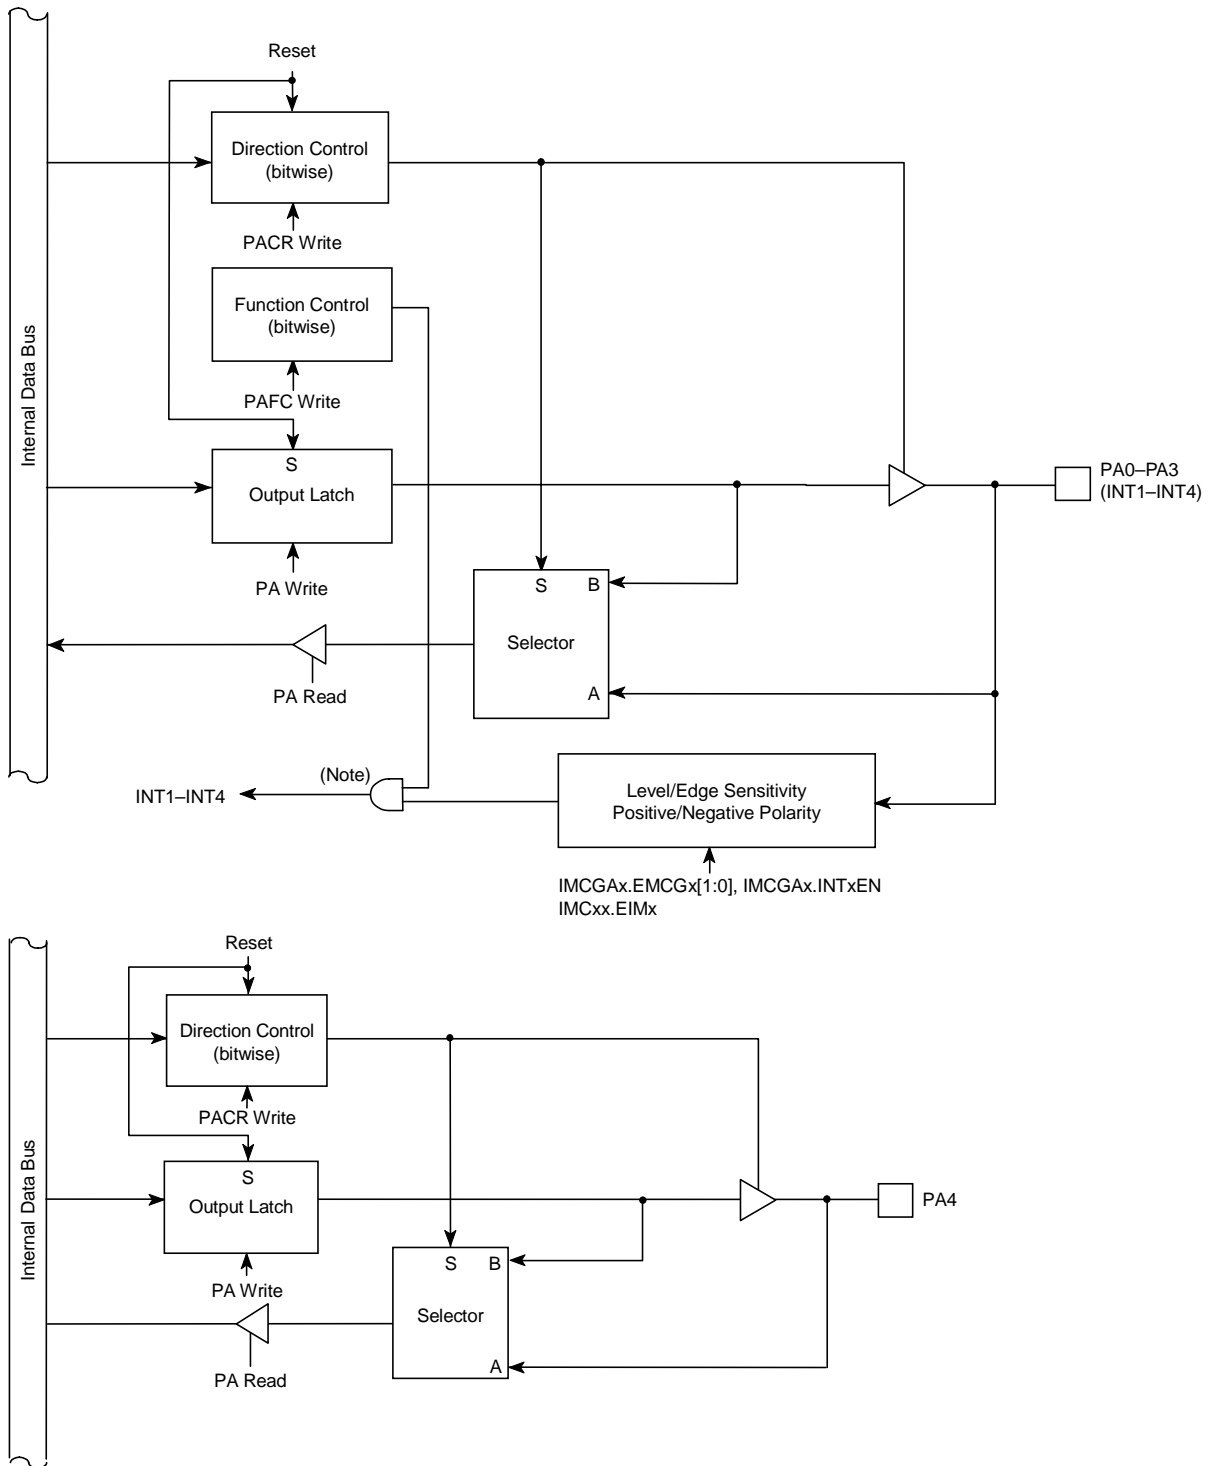 Reset
Direction Control
(bitwise)
PACR Write
Function Control
(bitwise)
PAFC Write
Internal Data Bus
S
Output Latch
PA Write
PA0–PA3
(INT1–INT4)
S
B
Selector
A
PA Read
(Note)
INT1–INT4
Level/Edge Sensitivity
Positive/Negative Polarity
IMCGAx.EMCGx[1:0], IMCGAx.INTxEN
IMCxx.EIMx
Reset
Direction Control
(bitwise)
PACR Write
Internal Data Bus
S
Output Latch
PA Write
PA4
S
B
Selector
A
PA Read